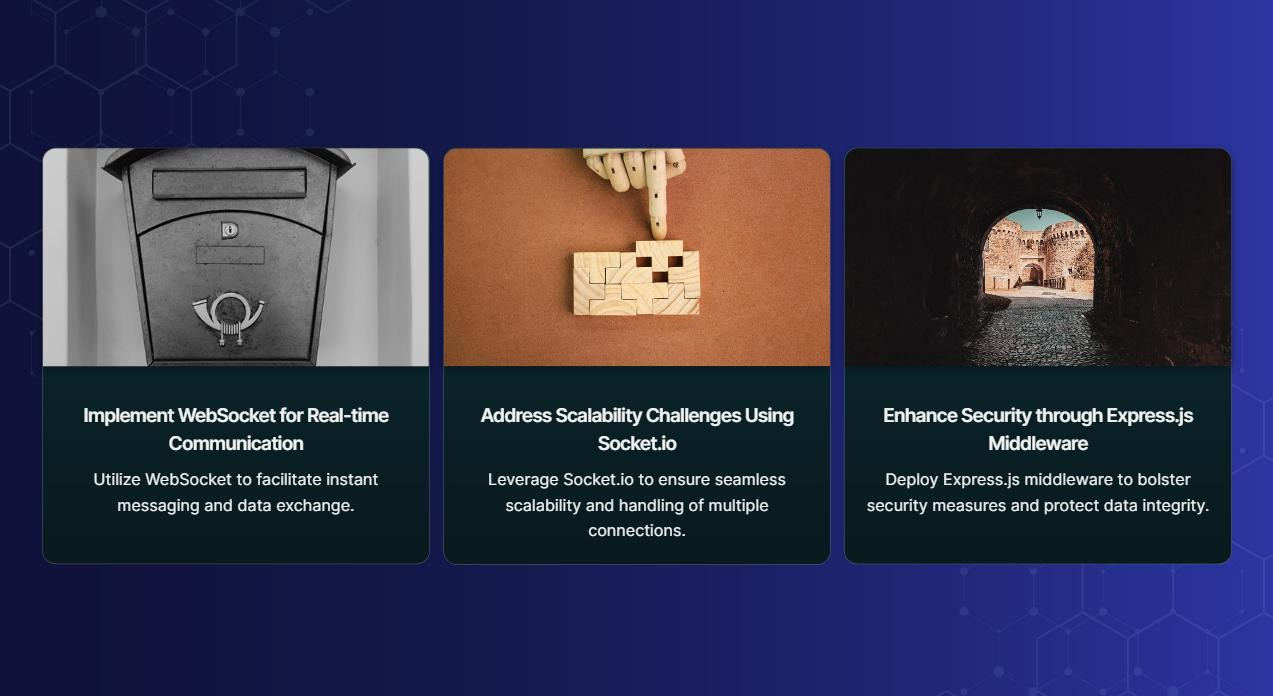 Implement WebSocket for Real-time
Communication
Utilize WebSocket to facilitate instant
messaging and data exchange.
Address Scalability Challenges Using
Socket.io
Leverage Socket.io to ensure seamless
scalability and handling of multiple
connections.
Enhance Security through Express.js
Middleware
Deploy Express.js middleware to bolster
security measures and protect data integrity.